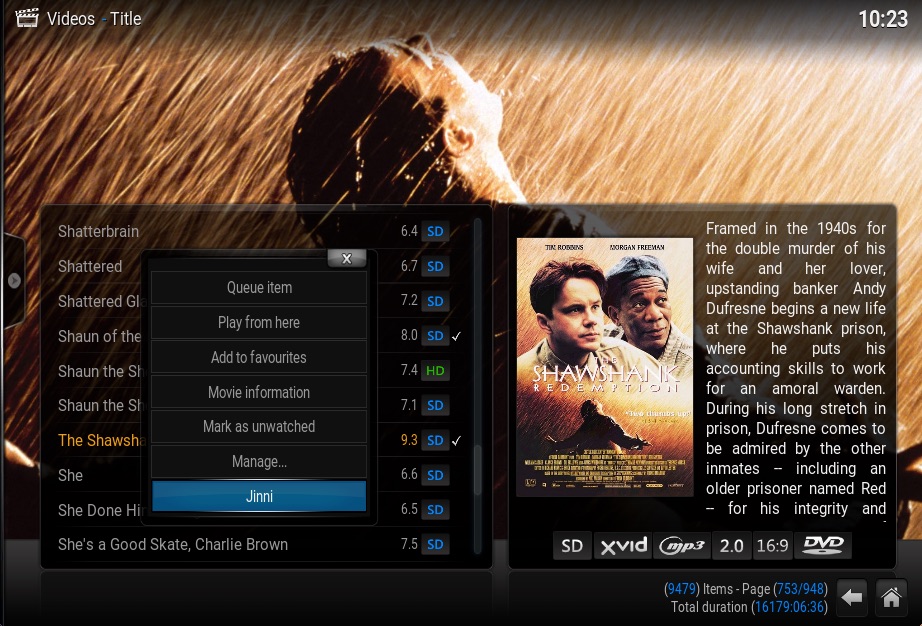 Videos - Title
10:23
Shatterbrain 6.4 SD
Shattered 6.7 SD
Shattered Gla 7.2 SD
Shaun of the 8.0 SD
Shaun the Sh 7.4 HD
Shaun the Sh 7.1 SD
The Shawsha 9.3 SD
She 6.6 SD
She Done Hi 6.5 SD
She's a Good Skate, Charlie Brown 7.5 SD
X
Queue item
Play from here
Add to favourites
Movie information
Mark as unwatched
Manage...
Jinni
TIM ROBBINS MORGAN FREEMAN
THE
SHAWSHANK
REDEMPTION
Framed in the 1940s for
the double murder of his
wife and her lover,
upstanding banker Andy
Dufresne begins a new life
at the Shawshank prison,
where he puts his
accounting skills to work
for an amoral warden.
During his long stretch in
prison, Dufresne comes to
be admired by the other
inmates -- including an
older prisoner named Red
-- for his integrity and
SD XVID mp3 2.0 16:9 DVD
(9479) Items - Page (753/948)
Total duration (16179:06:36)